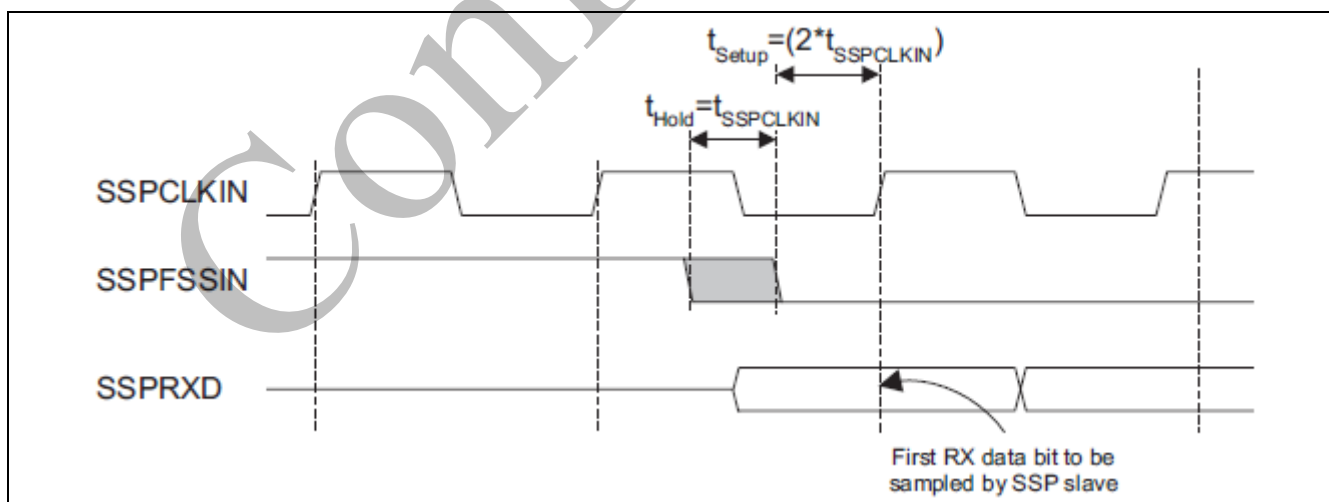 tSetup=(2*tSSPCLKIN)
tHold=tSSPCLKIN
SSPCLKIN
SSPFSSIN
SSPRXD
First RX data bit to be
sampled by SSP slave